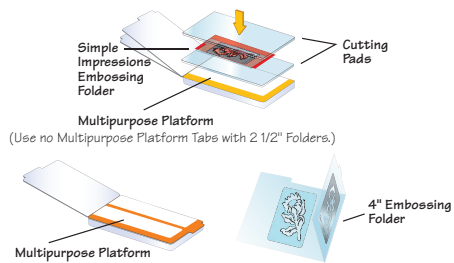 Simple
Impressions
Embossing
Folder
Cutting
Pads
Multipurpose Platform
(Use no Multipurpose Platform Tabs with 2 1/2" Folders.)
4" Embossing
Folder
Multipurpose Platform